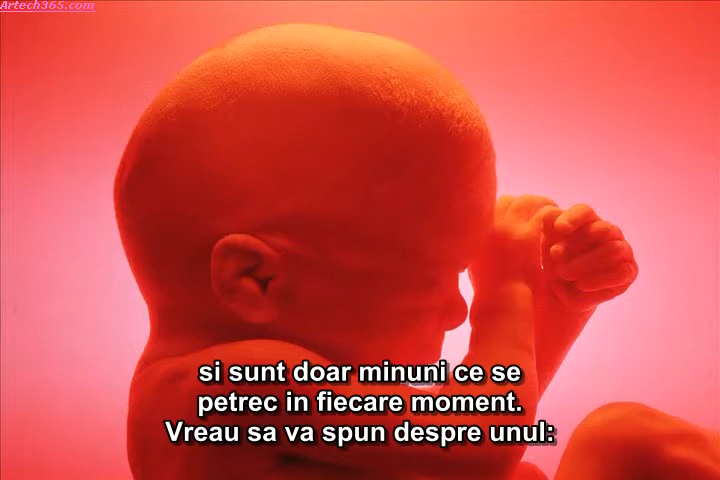 Artech365.com
si sunt doar minuni ce se
petrec in fiecare moment.
Vreau sa va spun despre unul: